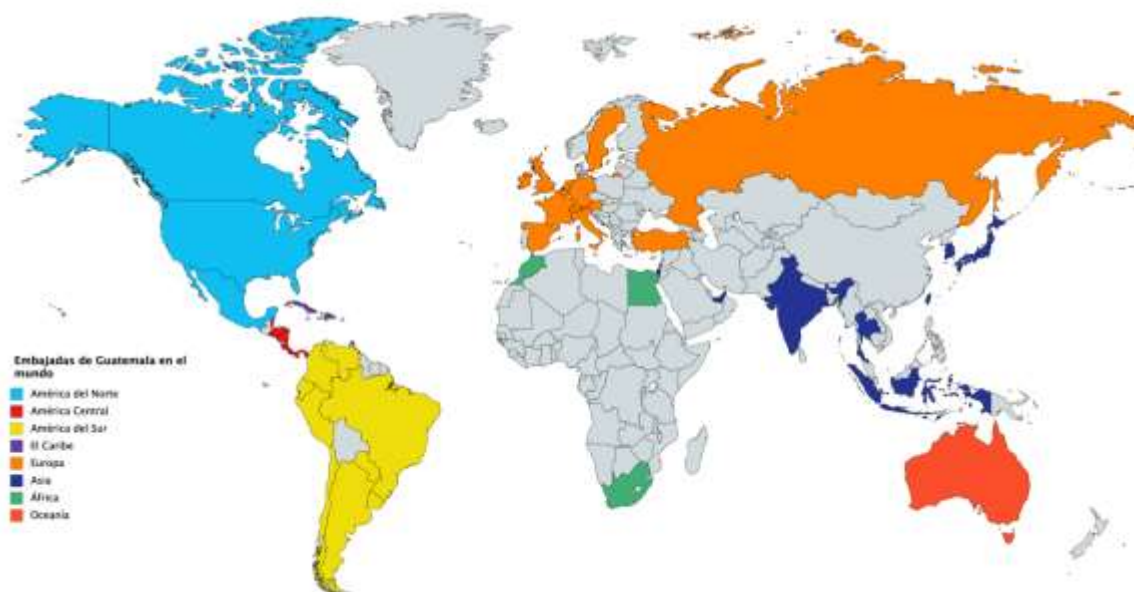 Embajadas de Guatemala en el
mundo
América del Norte
América Central
América del Sur
El Caribe
Europa
Asia
África
Oceanía